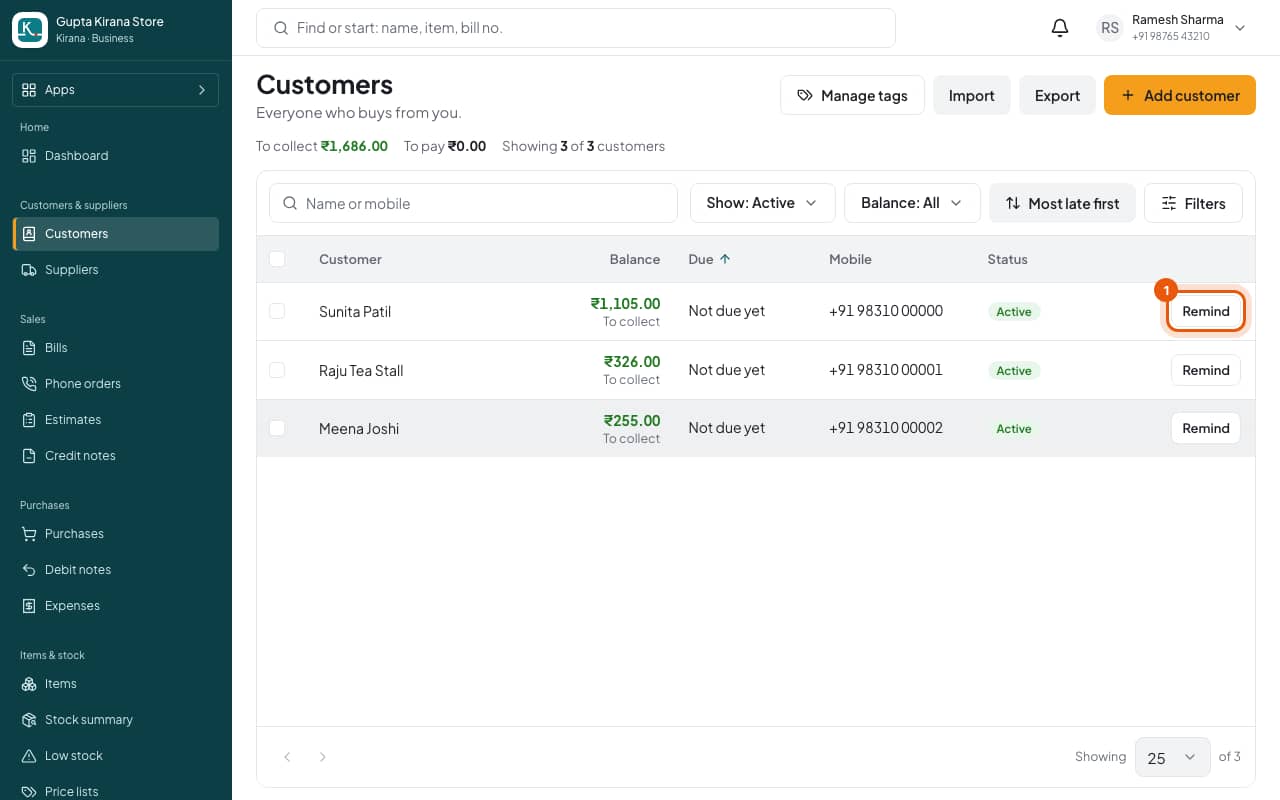 Gupta Kirana Store
Kirana · Business
Apps
Home
Dashboard
Customers & suppliers
Customers
Suppliers
Sales
Bills
Phone orders
Estimates
Credit notes
Purchases
Purchases
Debit notes
Expenses
Items & stock
Items
Stock summary
Low stock
Price lists
Find or start: name, item, bill no.
RS
Ramesh Sharma
+91 98765 43210
Customers
Everyone who buys from you.
Manage tags
Import
Export
+ Add customer
To collect ₹1,686.00 To pay ₹0.00 Showing 3 of 3 customers
Name or mobile
Show: Active
Balance: All
Most late first
Filters
Customer Balance Due ↑ Mobile Status
1
Sunita Patil ₹1,105.00 To collect Not due yet +91 98310 00000 Active Remind
Raju Tea Stall ₹326.00 To collect Not due yet +91 98310 00001 Active Remind
Meena Joshi ₹255.00 To collect Not due yet +91 98310 00002 Active Remind
Showing 25 of 3